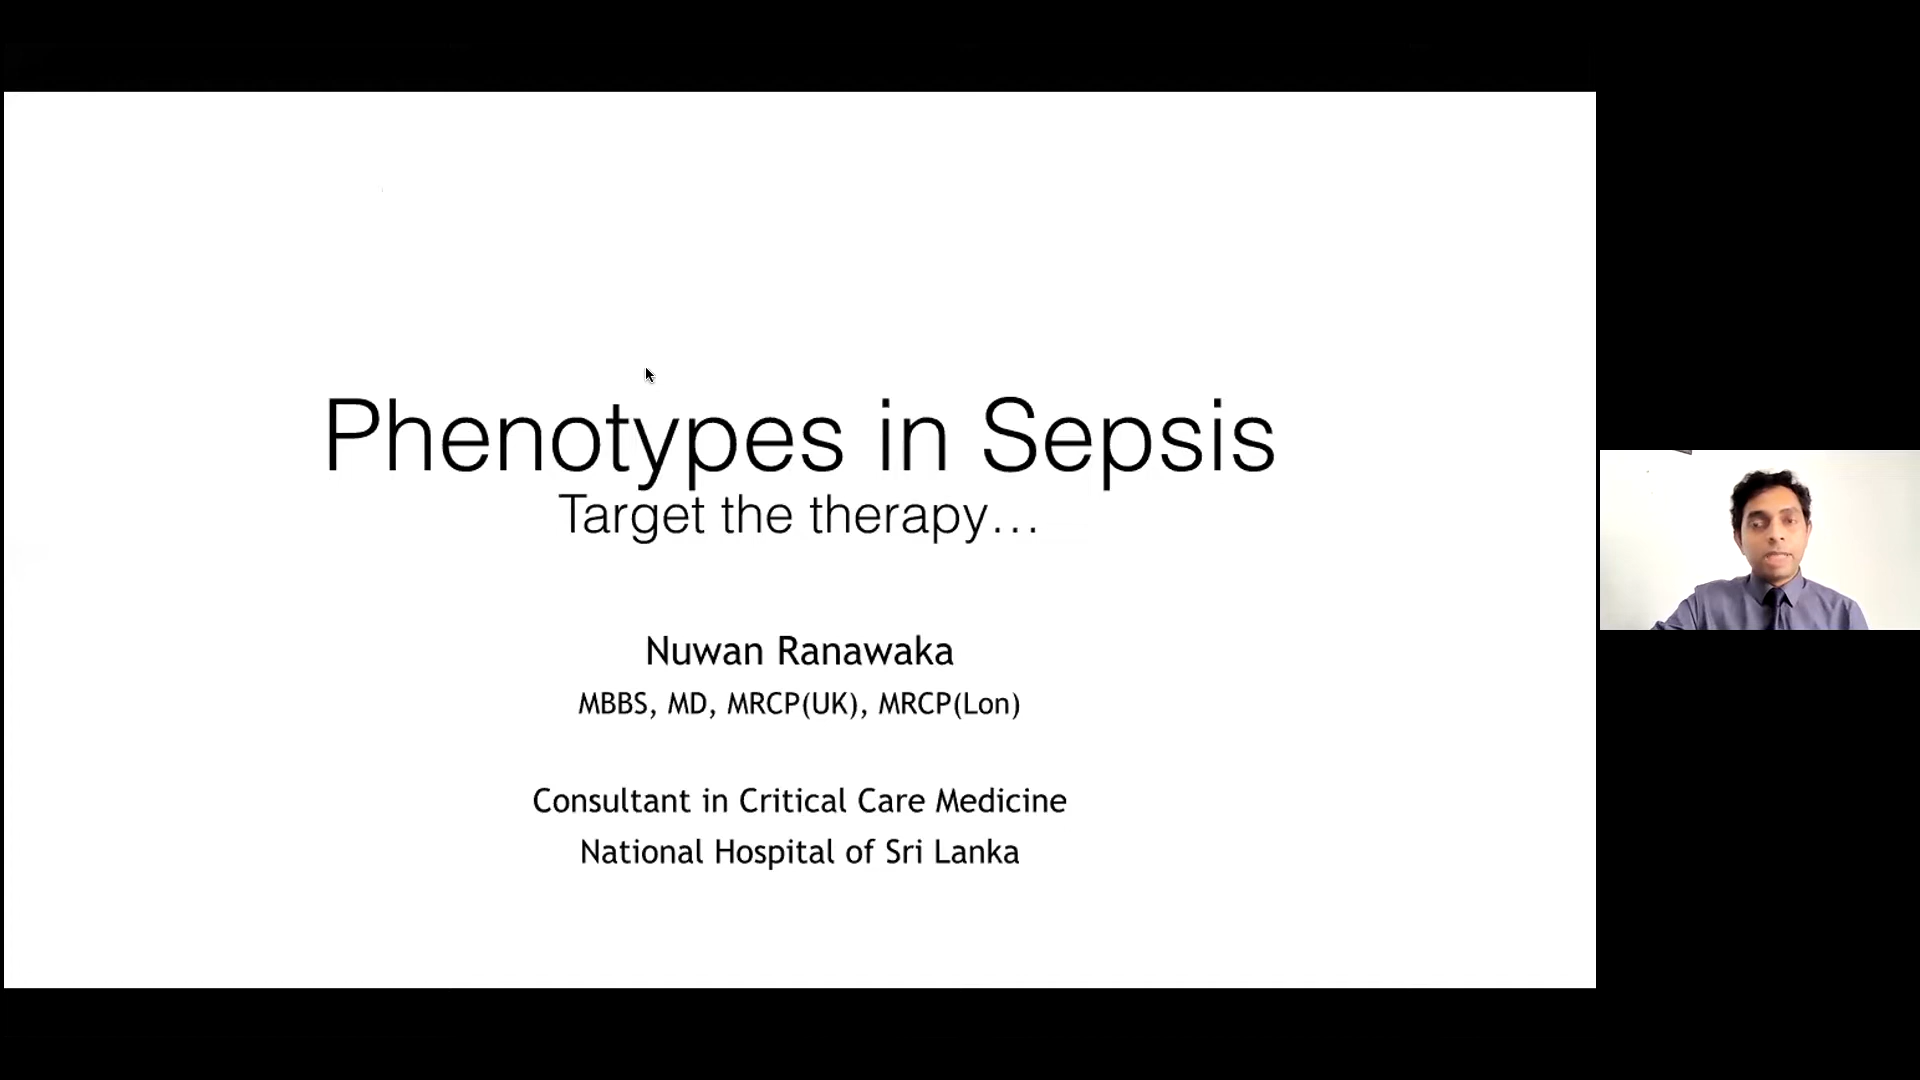 Phenotypes in Sepsis
Target the therapy…
Nuwan Ranawaka
MBBS, MD, MRCP(UK), MRCP(Lon)
Consultant in Critical Care Medicine
National Hospital of Sri Lanka